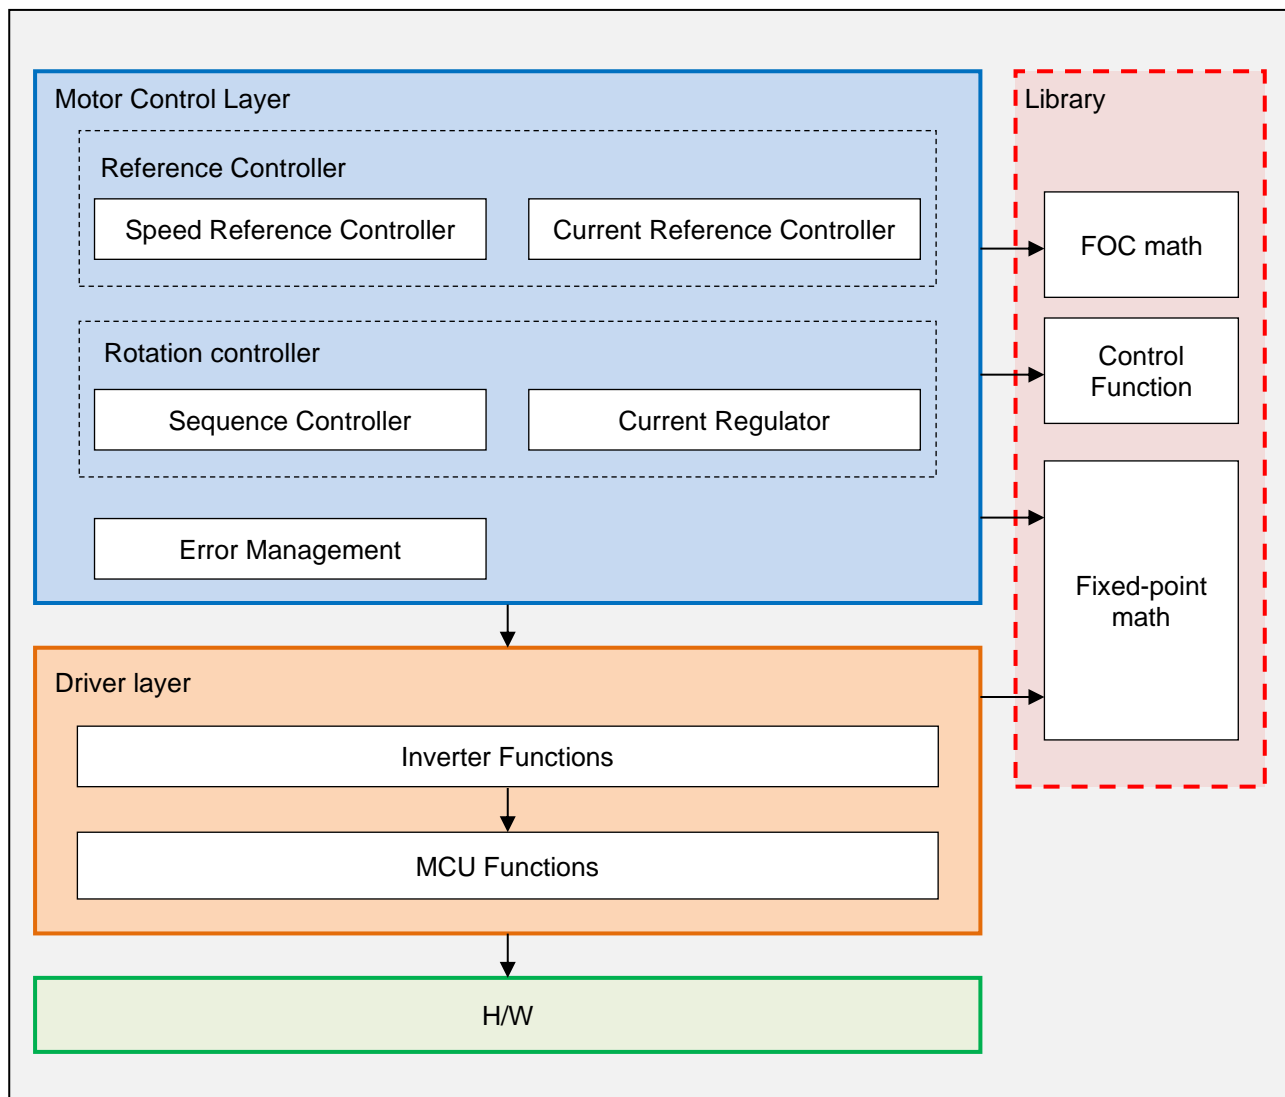 Motor Control Layer
Reference Controller
Speed Reference Controller
Current Reference Controller
Rotation controller
Sequence Controller
Current Regulator
Error Management
Driver layer
Inverter Functions
MCU Functions
H/W
Library
FOC math
Control
Function
Fixed-point
math